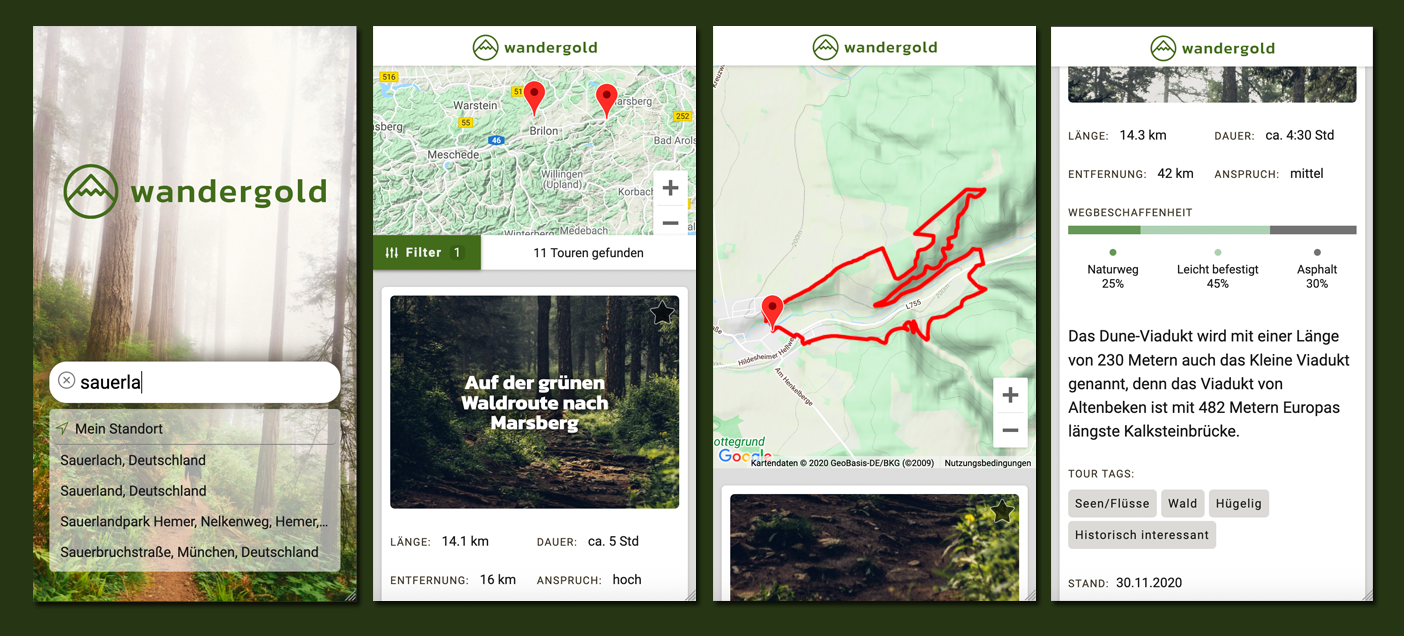 wandergold
sauerla
Mein Standort
Sauerlach, Deutschland
Sauerland, Deutschland
Sauerlandpark Hemer, Nelkenweg, Hemer,...
Sauerbruchstraße, München, Deutschland
wandergold
516
51
Warstein
arsberg
252
sberg
55
46
Brilon
Bad Arols
Meschede
Willingen
(Upland)
Korbach
Winterberg
Medebach
+
−
Filter 1
11 Touren gefunden
Auf der grünen
Waldroute nach
Marsberg
LÄNGE: 14.1 km DAUER: ca. 5 Std
ENTFERNUNG: 16 km ANSPRUCH: hoch
wandergold
200m
L755
200m
Hildesheimer Hellweg
Am Henkelberge
+
−
ottegrund
Google
Kartendaten © 2020 GeoBasis-DE/BKG (©2009) Nutzungsbedingungen
wandergold
LÄNGE: 14.3 km DAUER: ca. 4:30 Std
ENTFERNUNG: 42 km ANSPRUCH: mittel
WEGBESCHAFFENHEIT
Naturweg Leicht befestigt Asphalt
25% 45% 30%
Das Dune-Viadukt wird mit einer Länge
von 230 Metern auch das Kleine Viadukt
genannt, denn das Viadukt von
Altenbeken ist mit 482 Metern Europas
längste Kalksteinbrücke.
TOUR TAGS:
Seen/Flüsse Wald Hügelig
Historisch interessant
STAND: 30.11.2020